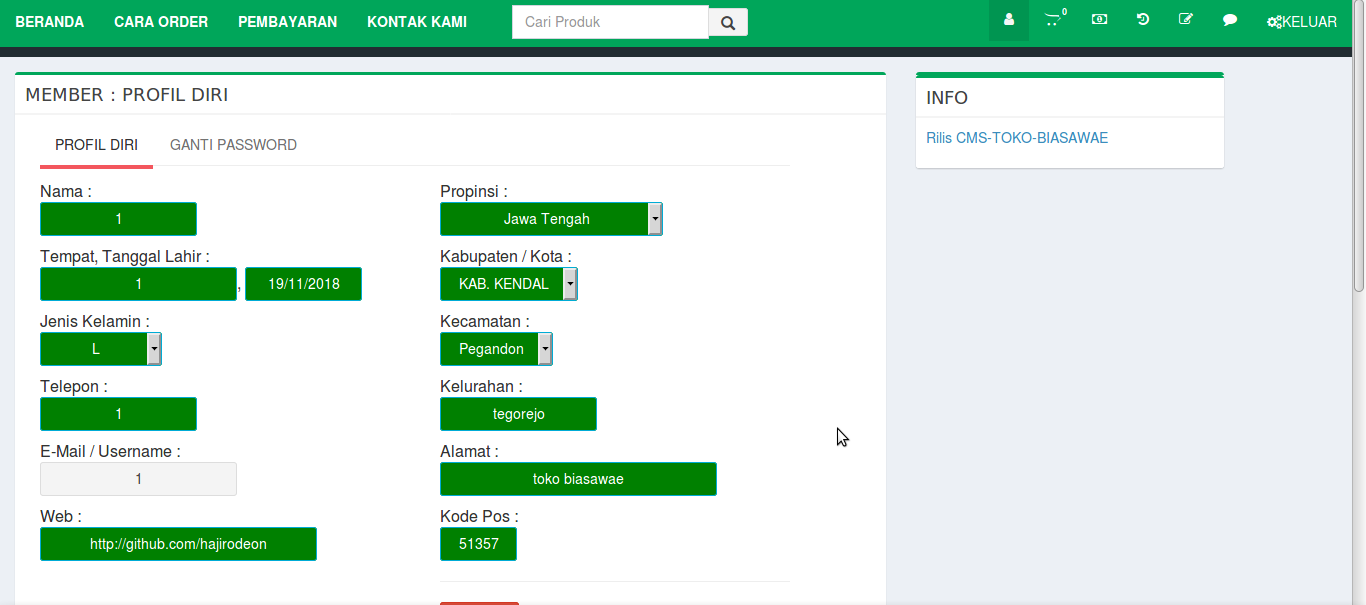 BERANDA CARA ORDER PEMBAYARAN KONTAK KAMI Cari Produk 0 KELUAR
MEMBER : PROFIL DIRI
PROFIL DIRI GANTI PASSWORD
Nama :
1
Tempat, Tanggal Lahir :
1 , 19/11/2018
Jenis Kelamin :
L
Telepon :
1
E-Mail / Username :
1
Web :
http://github.com/hajirodeon
Propinsi :
Jawa Tengah
Kabupaten / Kota :
KAB. KENDAL
Kecamatan :
Pegandon
Kelurahan :
tegorejo
Alamat :
toko biasawae
Kode Pos :
51357
INFO
Rilis CMS-TOKO-BIASAWAE